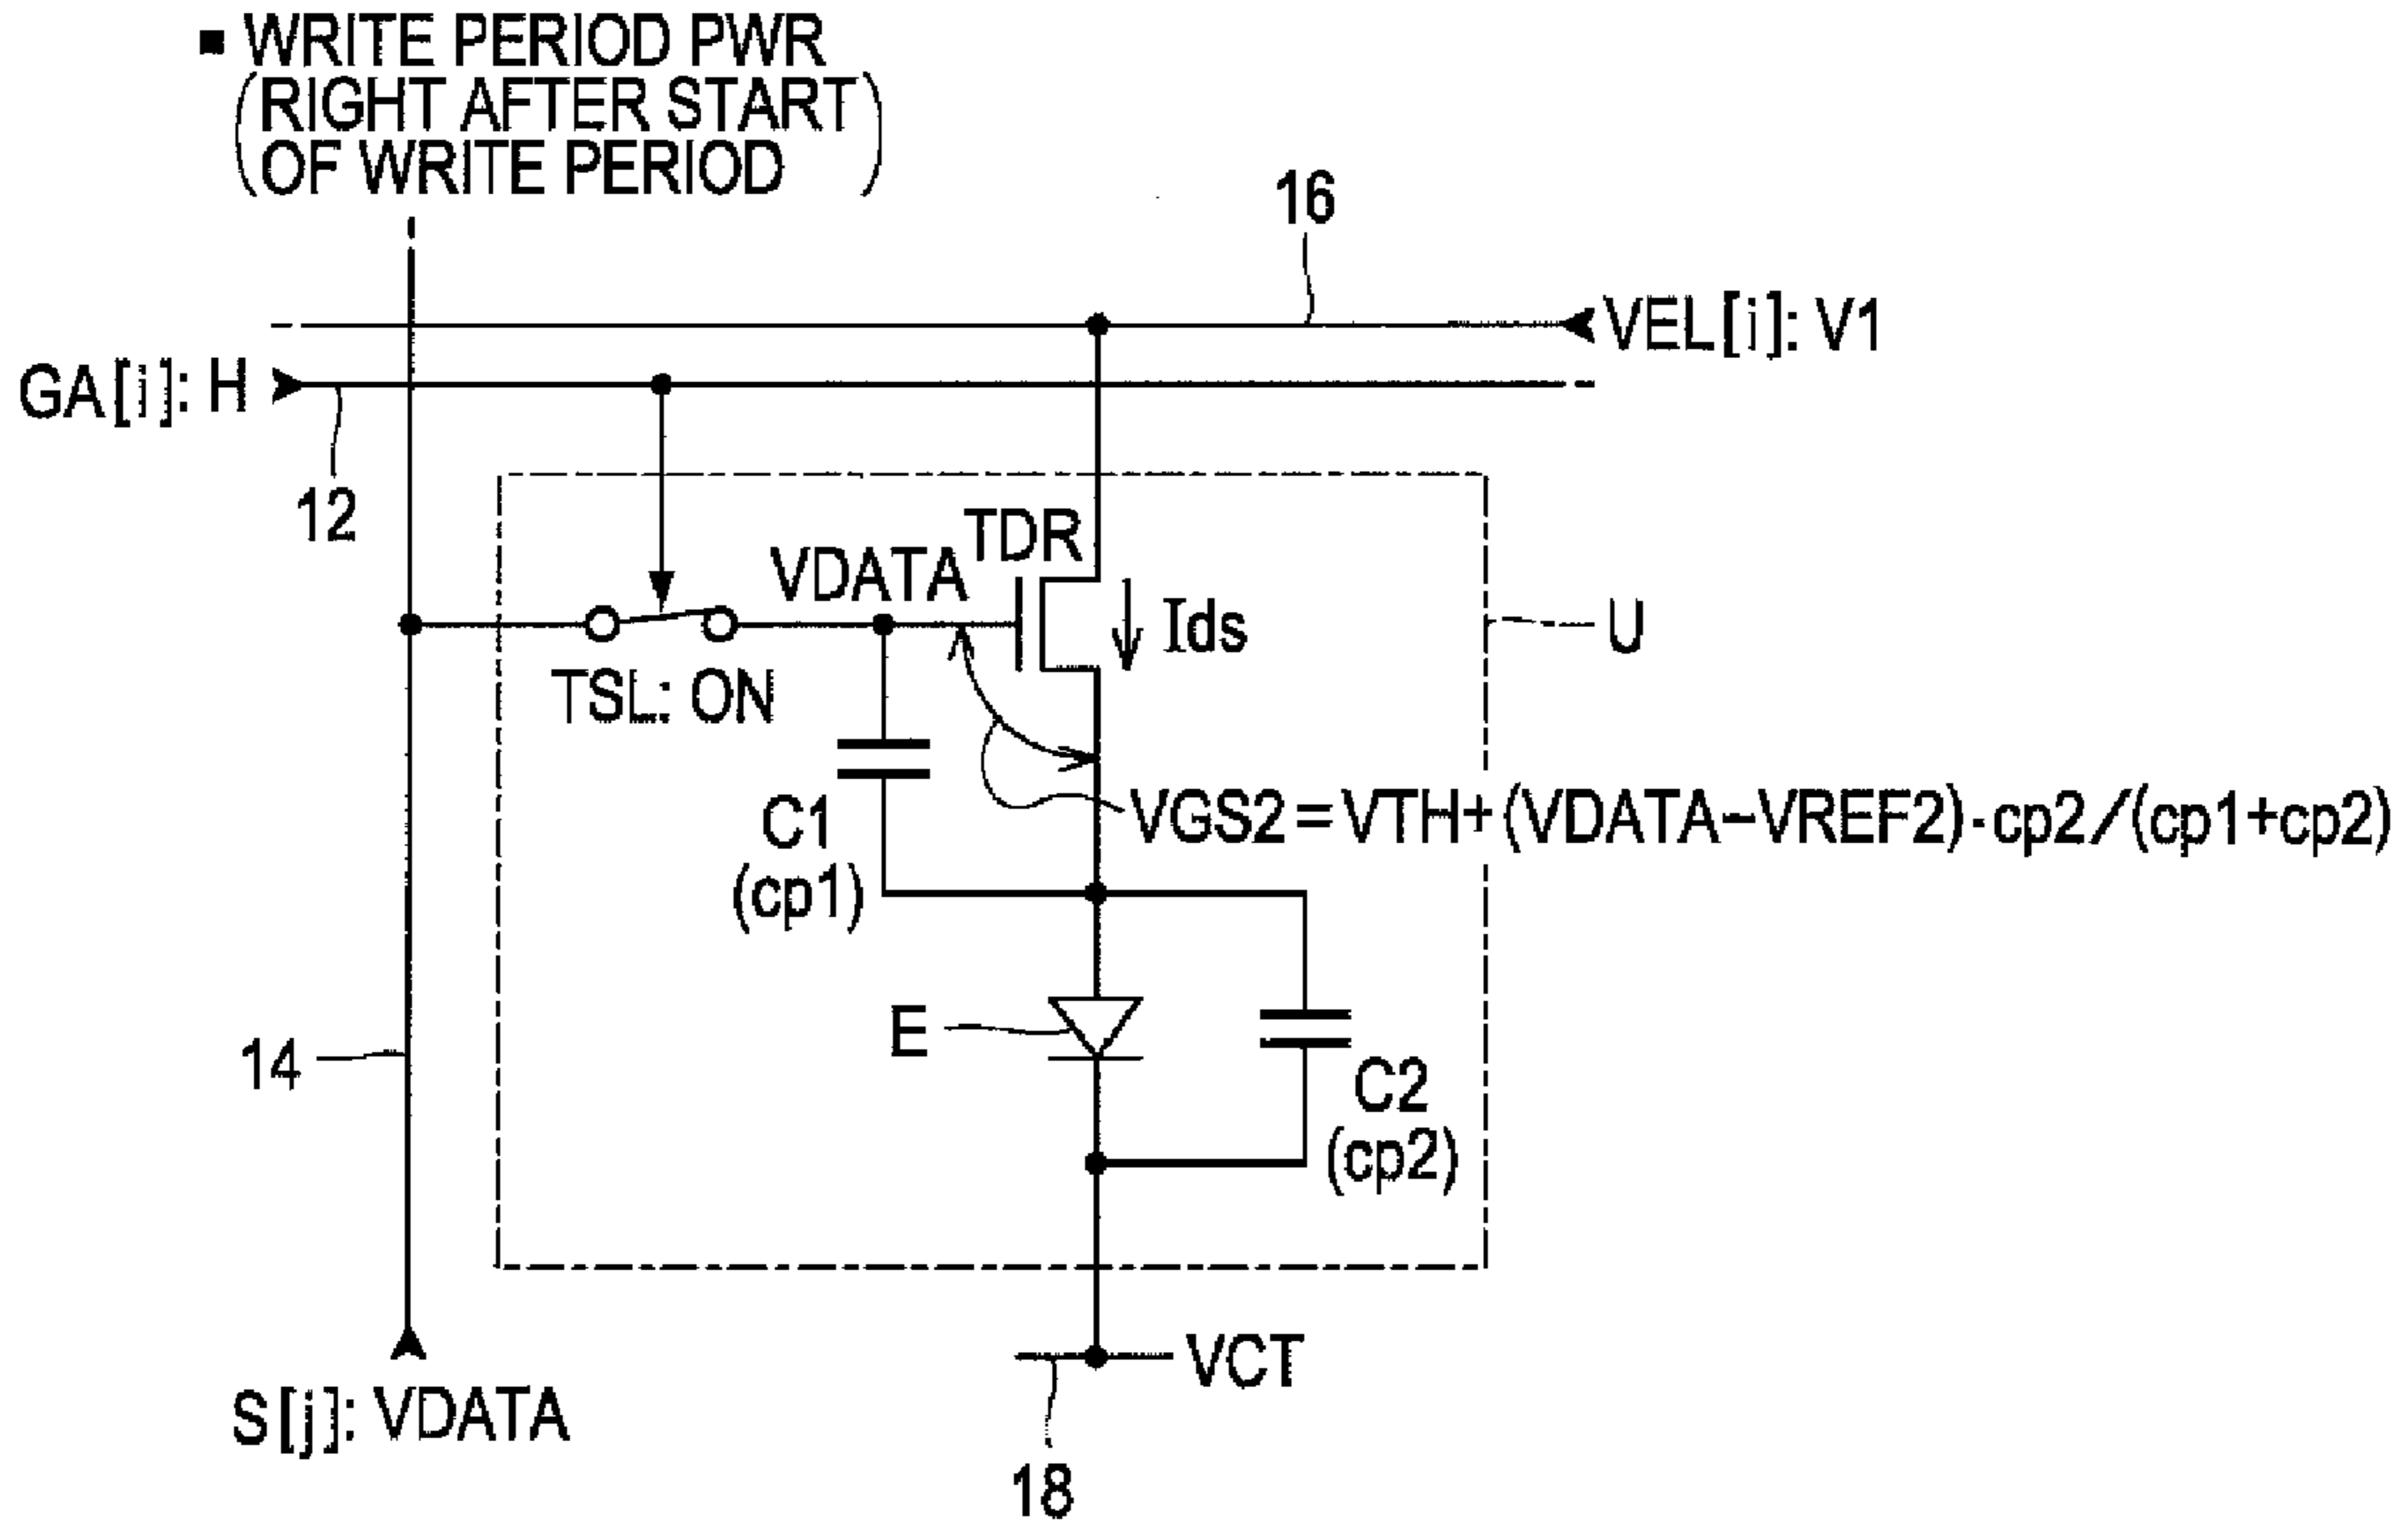 ▪ WRITE PERIOD PWR
(RIGHT AFTER START
OF WRITE PERIOD)
16
VEL[i]: V1
GA[i]: H
12
TDR
VDATA
Ids
U
TSL: ON
C1
(cp1)
VGS2=VTH+(VDATA-VREF2)·cp2/(cp1+cp2)
E
14
C2
(cp2)
VCT
S[j]: VDATA
18